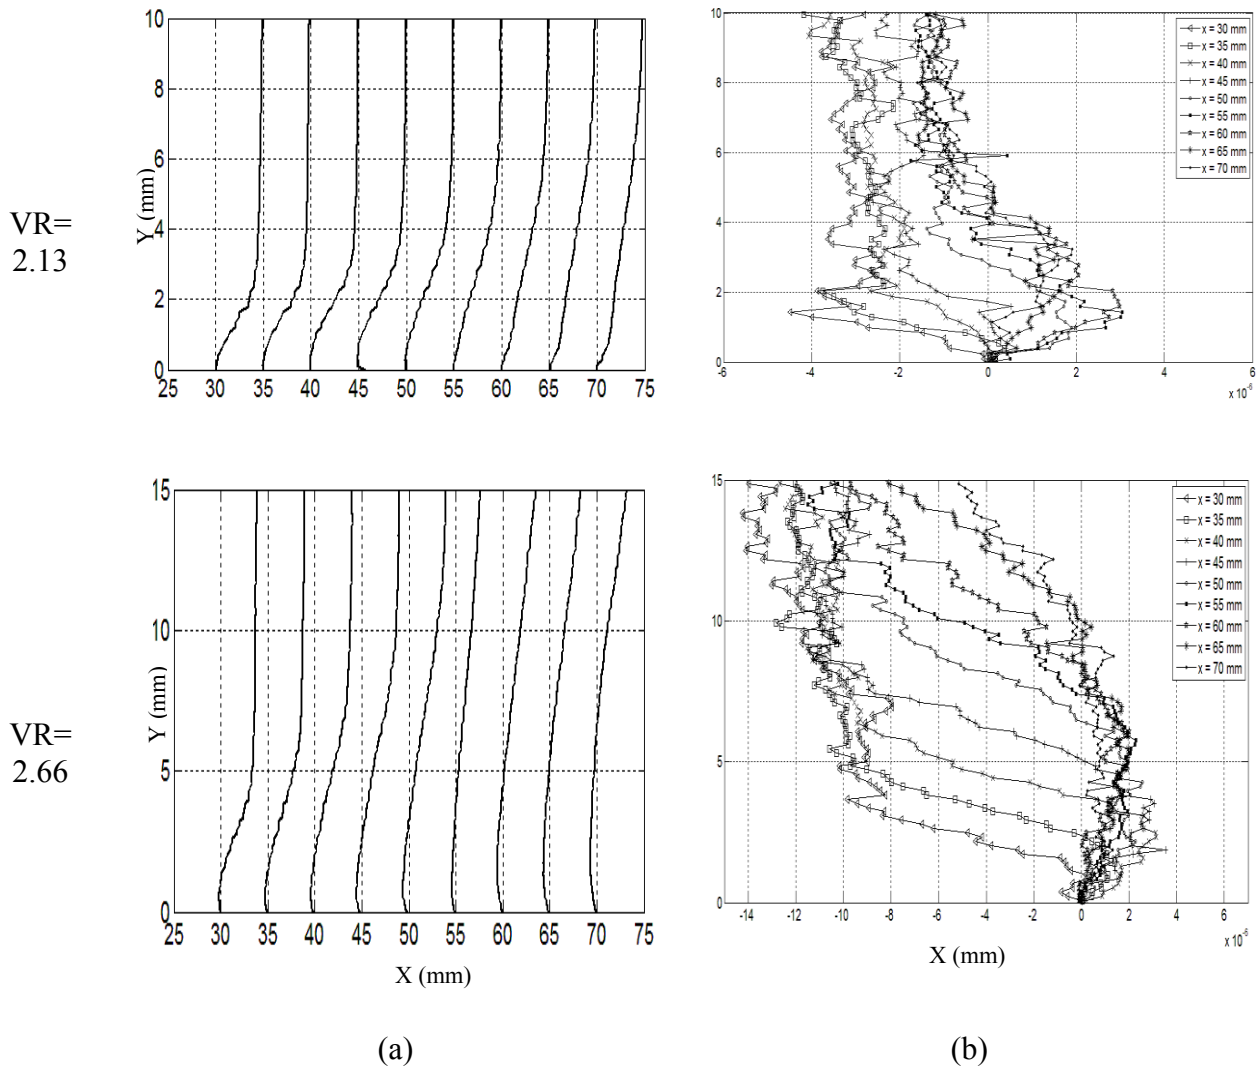 VR=
2.13
10
8
6
4
2
0
Y (mm)
25 30 35 40 45 50 55 60 65 70 75
10
8
6
4
2
0
-6 -4 -2 0 2 4 6
x 10⁻⁶
x = 30 mm
x = 35 mm
x = 40 mm
x = 45 mm
x = 50 mm
x = 55 mm
x = 60 mm
x = 65 mm
x = 70 mm
VR=
2.66
15
10
5
0
Y (mm)
25 30 35 40 45 50 55 60 65 70 75
X (mm)
15
10
5
0
-14 -12 -10 -8 -6 -4 -2 0 2 4 6
x 10⁻⁶
X (mm)
x = 30 mm
x = 35 mm
x = 40 mm
x = 45 mm
x = 50 mm
x = 55 mm
x = 60 mm
x = 65 mm
x = 70 mm
(a) (b)